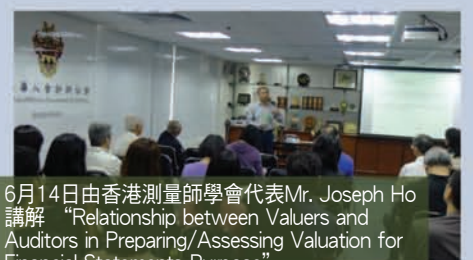 6月14日由香港測量師學會代表Mr. Joseph Ho
講解 “Relationship between Valuers and
Auditors in Preparing/Assessing Valuation for
Financial Statements Purpose”